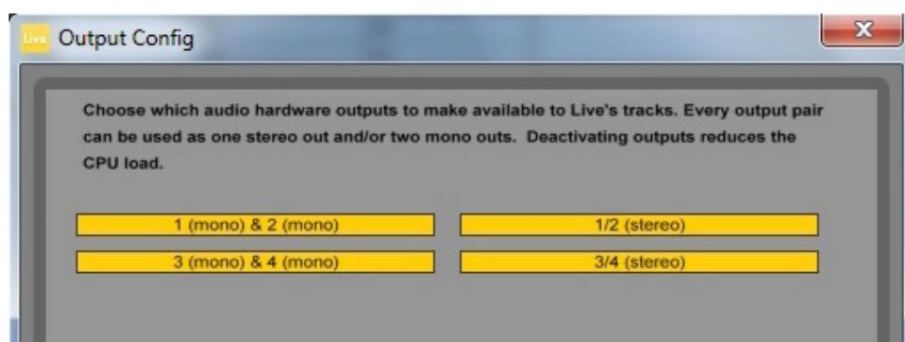 Live Output Config
X
Choose which audio hardware outputs to make available to Live's tracks. Every output pair
can be used as one stereo out and/or two mono outs. Deactivating outputs reduces the
CPU load.
1 (mono) & 2 (mono) 1/2 (stereo)
3 (mono) & 4 (mono) 3/4 (stereo)